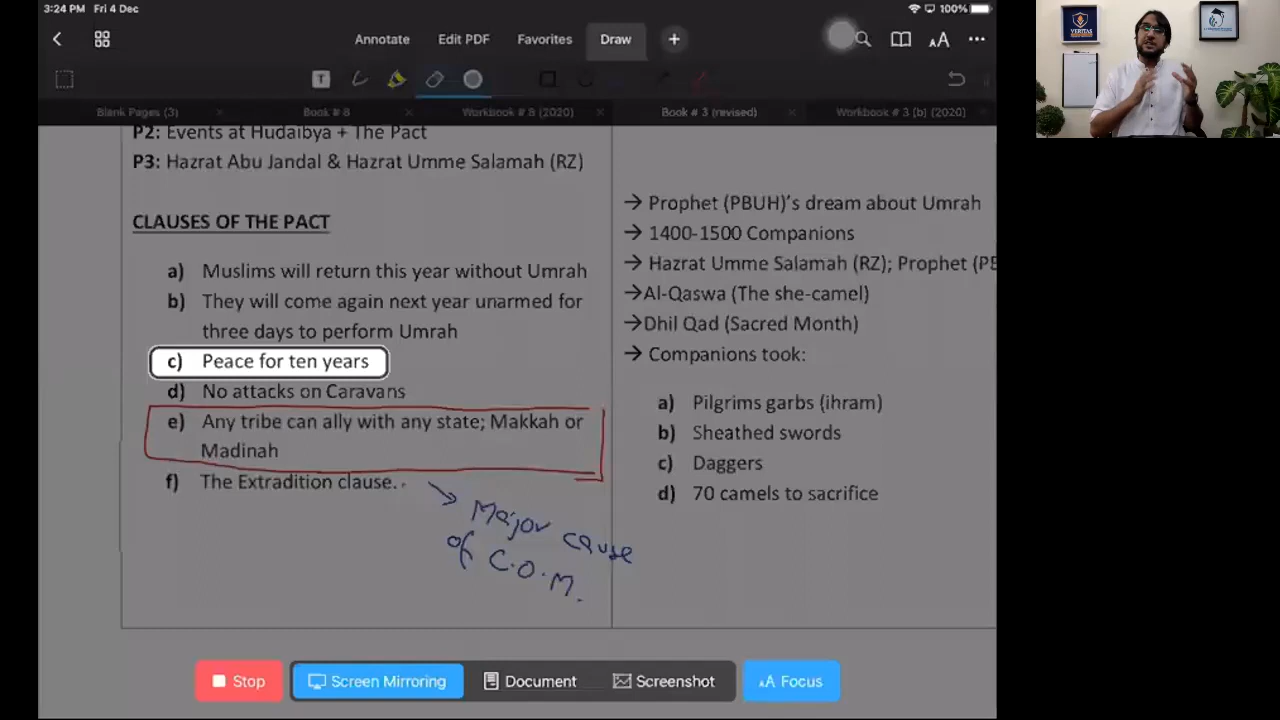 3:24 PM Fri 4 Dec
100%
Annotate
Edit PDF
Favorites
Draw
AA
T
Blank Pages (3)
Book # 8
Workbook # 8 (2020)
Book # 3 (revised)
Workbook # 3 (b) (2020)
P2: Events at Hudaibya + The Pact
P3: Hazrat Abu Jandal & Hazrat Umme Salamah (RZ)
CLAUSES OF THE PACT
a) Muslims will return this year without Umrah
b) They will come again next year unarmed for
three days to perform Umrah
c) Peace for ten years
d) No attacks on Caravans
e) Any tribe can ally with any state; Makkah or
Madinah
f) The Extradition clause.
→ Major cause
of C.O.M.
→ Prophet (PBUH)’s dream about Umrah
→ 1400-1500 Companions
→ Hazrat Umme Salamah (RZ); Prophet (PB
→Al-Qaswa (The she-camel)
→Dhil Qad (Sacred Month)
→ Companions took:
a) Pilgrims garbs (ihram)
b) Sheathed swords
c) Daggers
d) 70 camels to sacrifice
Stop
Screen Mirroring
Document
Screenshot
AA Focus
VERITAS